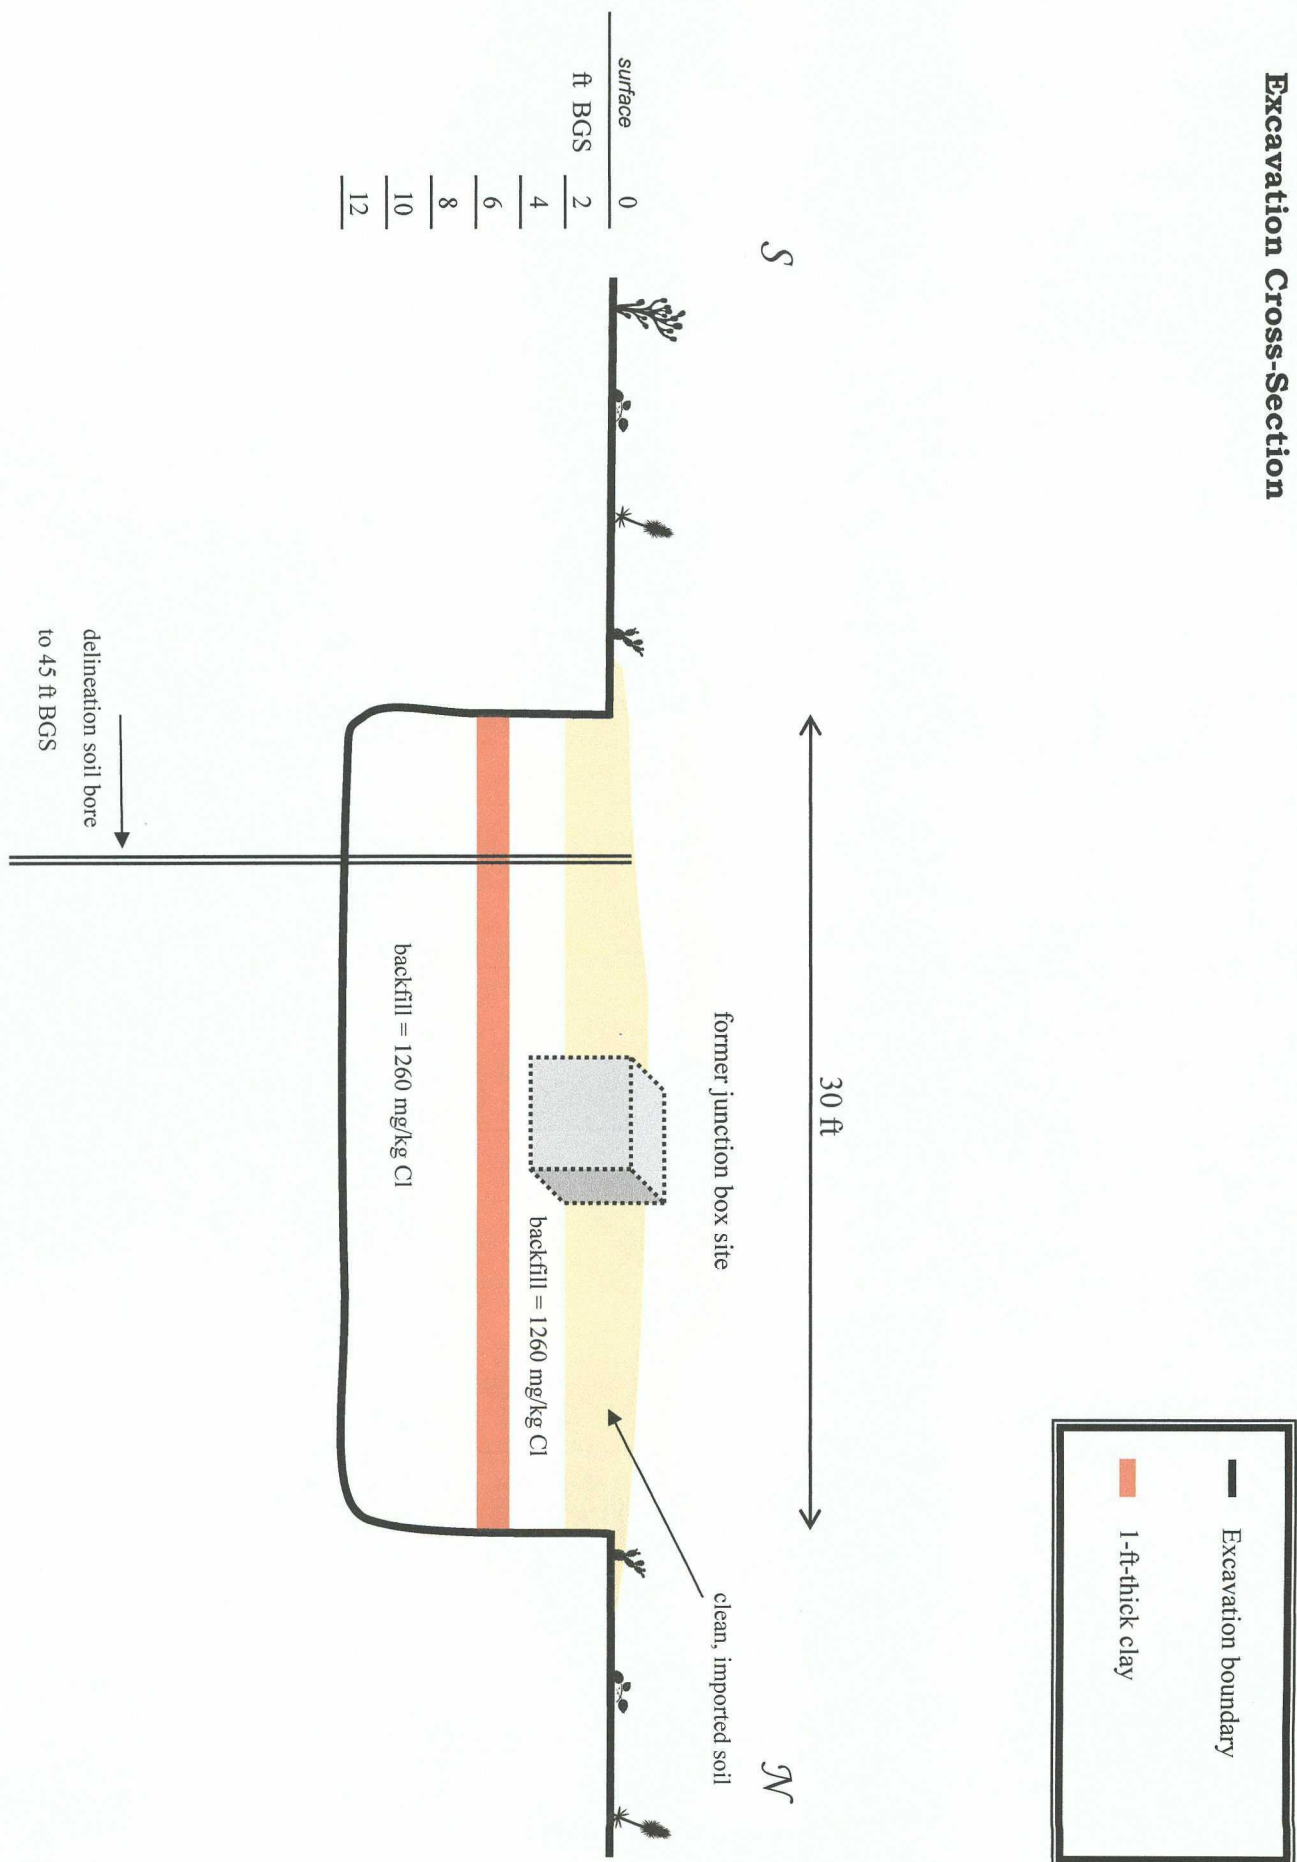 Excavation Cross-Section
Excavation boundary
1-ft-thick clay
S
N
30 ft
former junction box site
clean, imported soil
surface
ft BGS
0
2
4
6
8
10
12
backfill = 1260 mg/kg Cl
backfill = 1260 mg/kg Cl
delineation soil bore
to 45 ft BGS